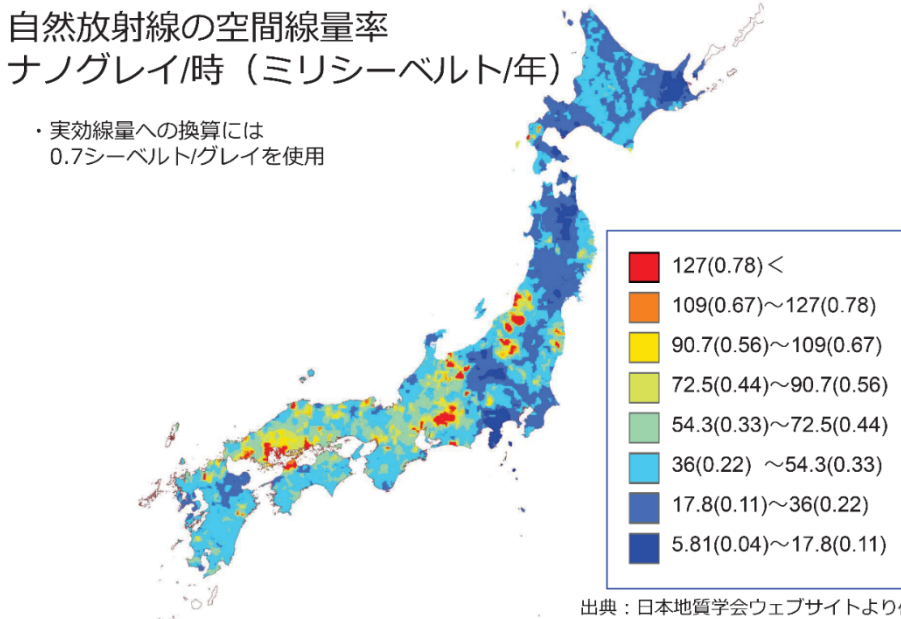 自然放射線の空間線量率
ナノグレイ/時（ミリシーベルト/年）
・実効線量への換算には
0.7シーベルト/グレイを使用
127(0.78)＜
109(0.67)～127(0.78)
90.7(0.56)～109(0.67)
72.5(0.44)～90.7(0.56)
54.3(0.33)～72.5(0.44)
36(0.22) ～54.3(0.33)
17.8(0.11)～36(0.22)
5.81(0.04)～17.8(0.11)
出典：日本地質学会ウェブサイトより